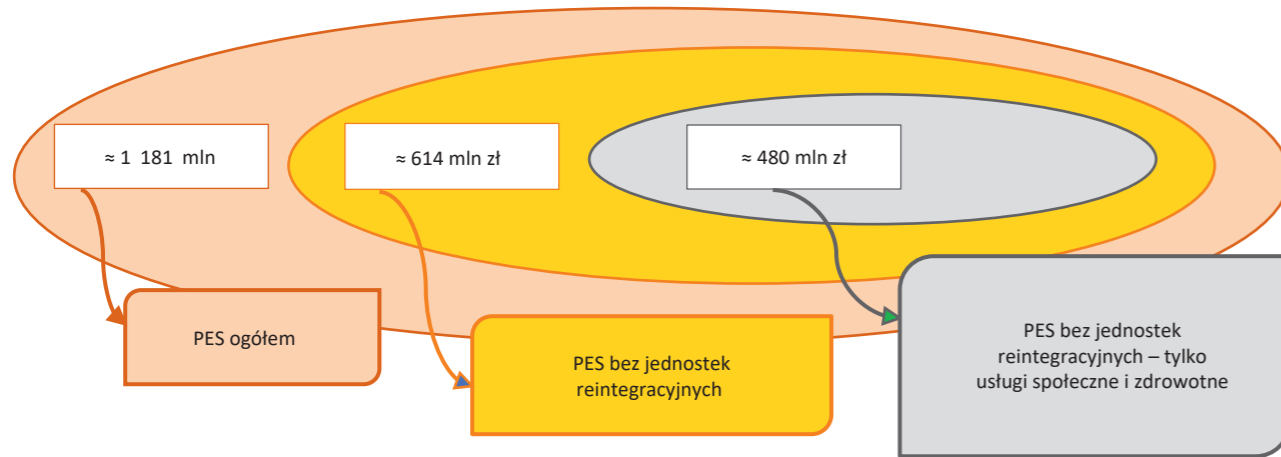 ≈ 1 181 mln
≈ 614 mln zł
≈ 480 mln zł
PES ogółem
PES bez jednostek
reintegracyjnych
PES bez jednostek
reintegracyjnych – tylko
usługi społeczne i zdrowotne